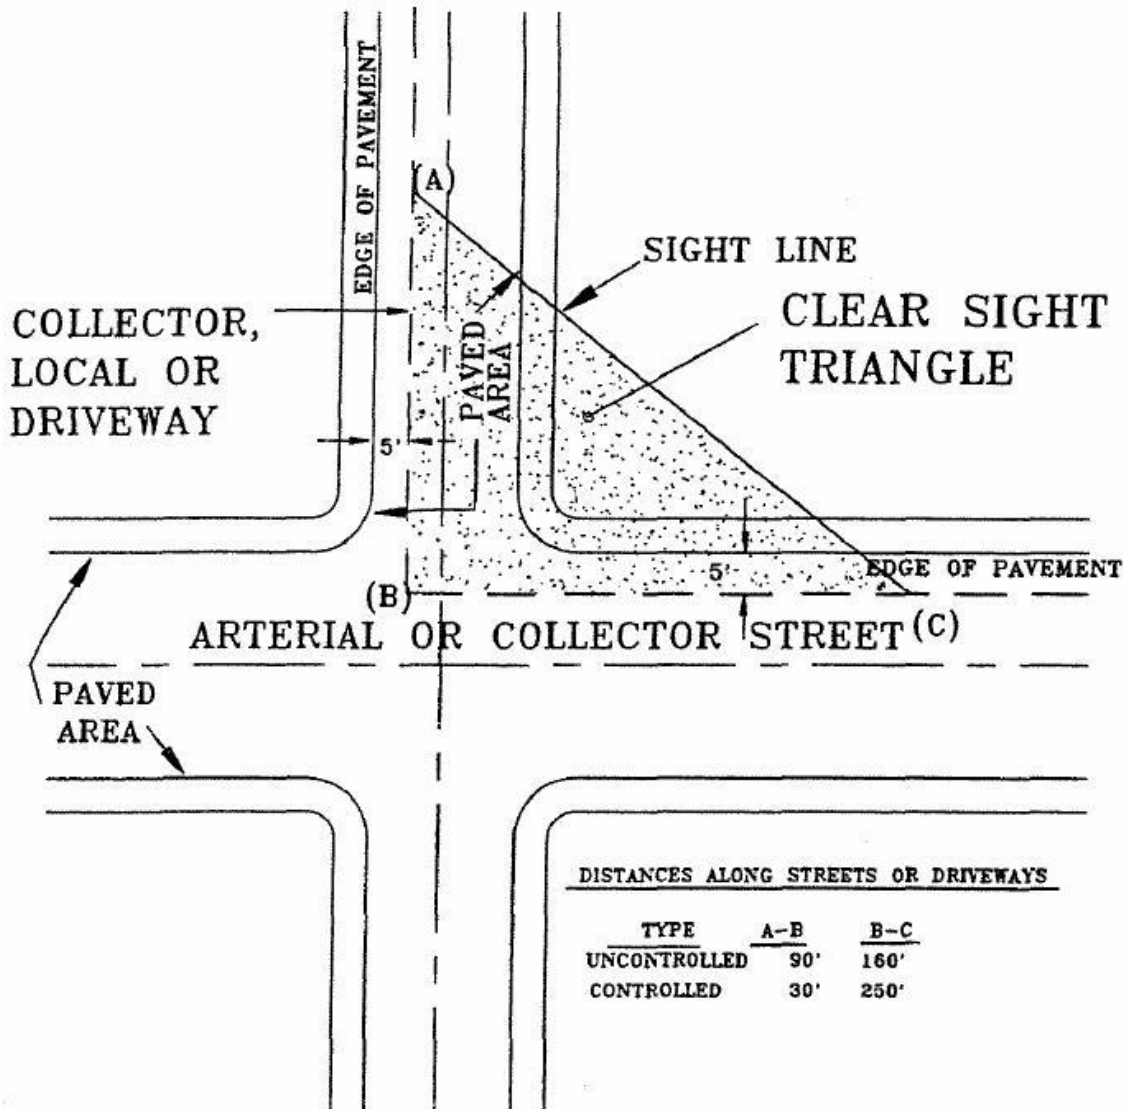 EDGE OF PAVEMENT
(A)
SIGHT LINE
COLLECTOR,
LOCAL OR
DRIVEWAY
CLEAR SIGHT
TRIANGLE
PAVED
AREA
5'
5'
EDGE OF PAVEMENT
(B)
(C)
ARTERIAL OR COLLECTOR STREET
PAVED
AREA
DISTANCES ALONG STREETS OR DRIVEWAYS
TYPE A-B B-C
UNCONTROLLED 90' 160'
CONTROLLED 30' 250'